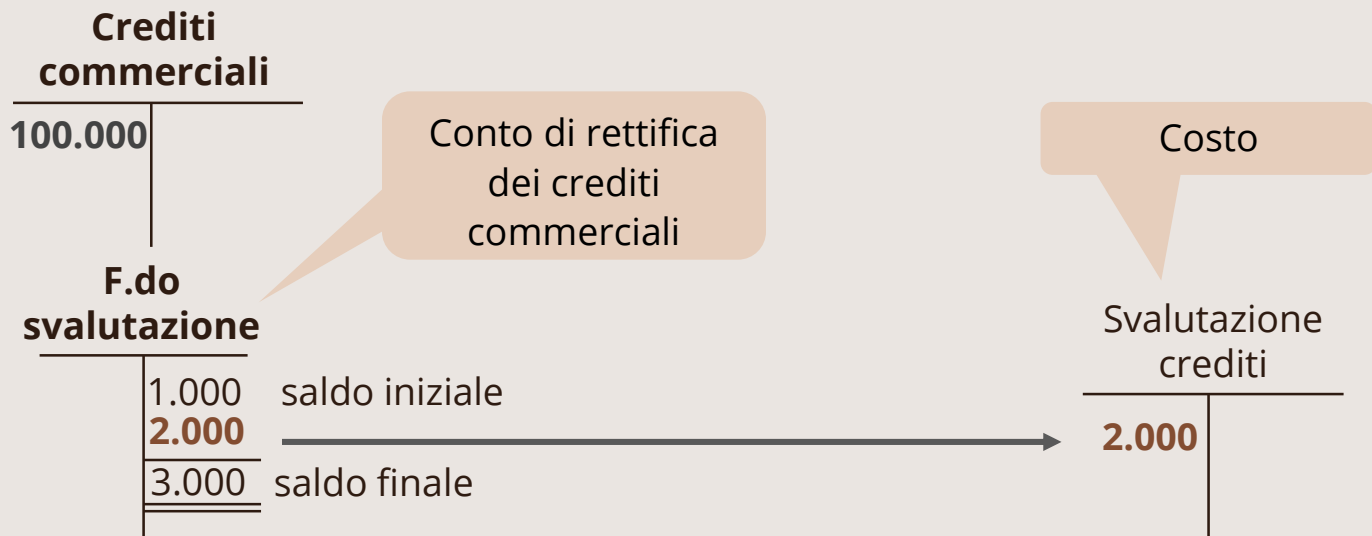 Crediti
commerciali
100.000
Conto di rettifica
dei crediti
commerciali
Costo
F.do
svalutazione
1.000 saldo iniziale
2.000
3.000 saldo finale
Svalutazione
crediti
2.000